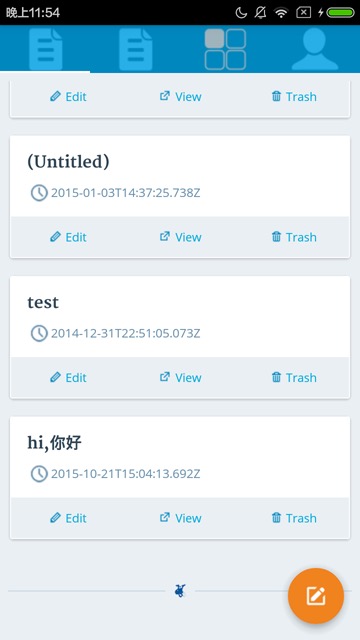 晚上11:54
Edit View Trash
(Untitled)
2015-01-03T14:37:25.738Z
Edit View Trash
test
2014-12-31T22:51:05.073Z
Edit View Trash
hi,你好
2015-10-21T15:04:13.692Z
Edit View Trash